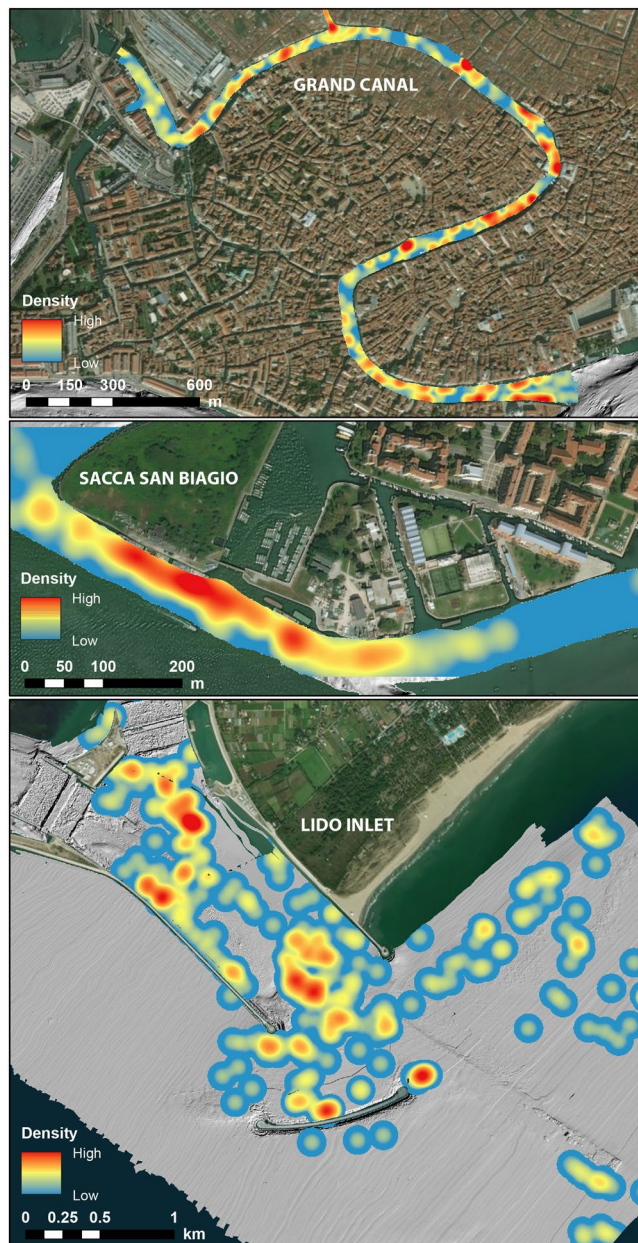 GRAND CANAL
Density
High
Low
0 150 300 600
m
SACCA SAN BIAGIO
Density
High
Low
0 50 100 200
m
LIDO INLET
Density
High
Low
0 0.25 0.5 1
km